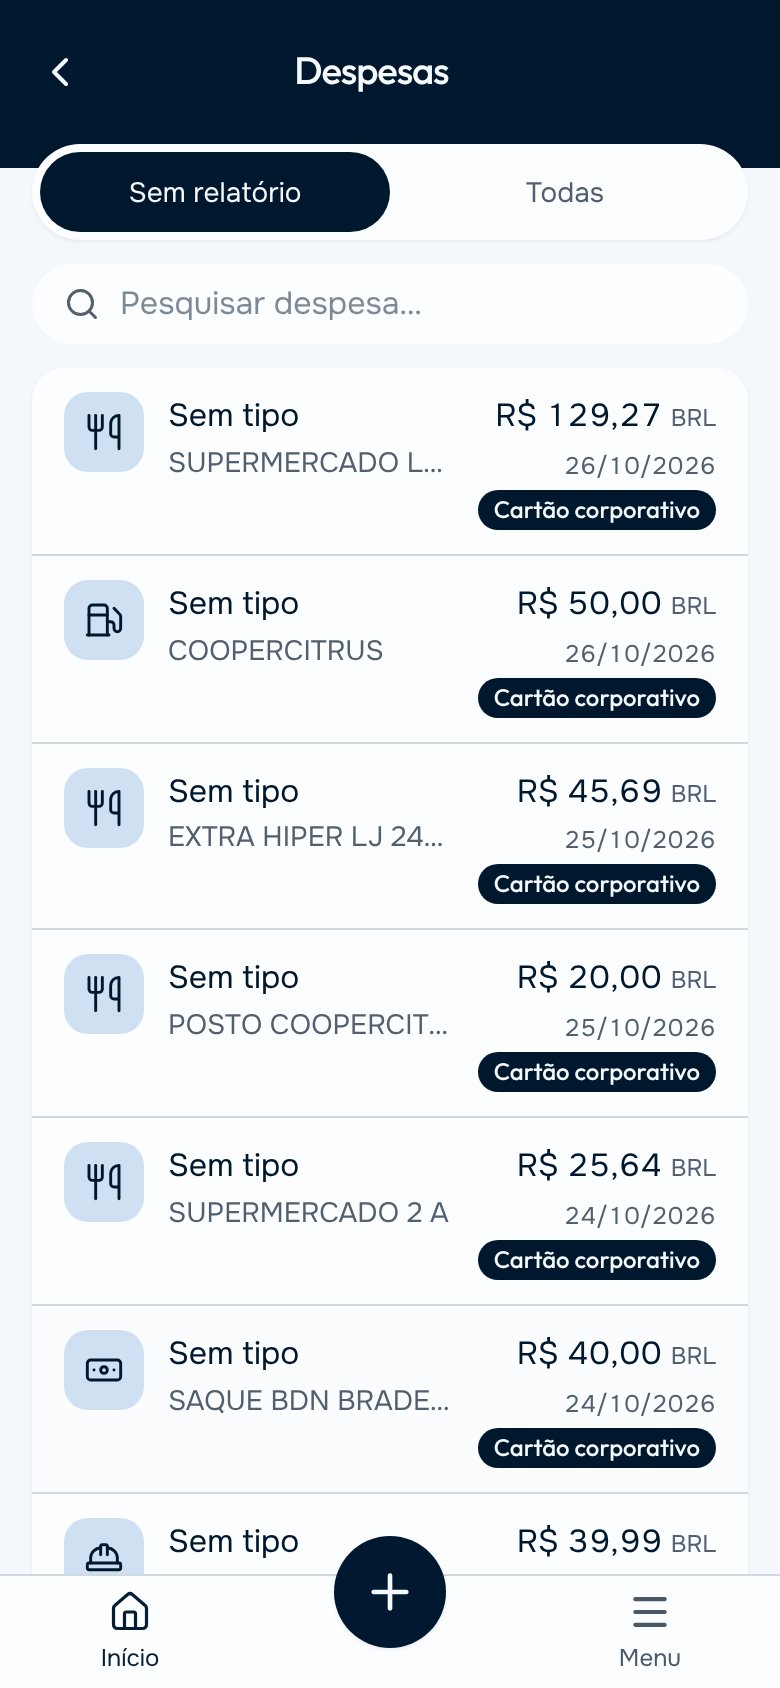 Despesas
Sem relatório
Todas
Pesquisar despesa...
Sem tipo
R$ 129,27 BRL
SUPERMERCADO L...
26/10/2026
Cartão corporativo
Sem tipo
R$ 50,00 BRL
COOPERCITRUS
26/10/2026
Cartão corporativo
Sem tipo
R$ 45,69 BRL
EXTRA HIPER LJ 24...
25/10/2026
Cartão corporativo
Sem tipo
R$ 20,00 BRL
POSTO COOPERCIT...
25/10/2026
Cartão corporativo
Sem tipo
R$ 25,64 BRL
SUPERMERCADO 2 A
24/10/2026
Cartão corporativo
Sem tipo
R$ 40,00 BRL
SAQUE BDN BRADE...
24/10/2026
Cartão corporativo
Sem tipo
R$ 39,99 BRL
Início
Menu